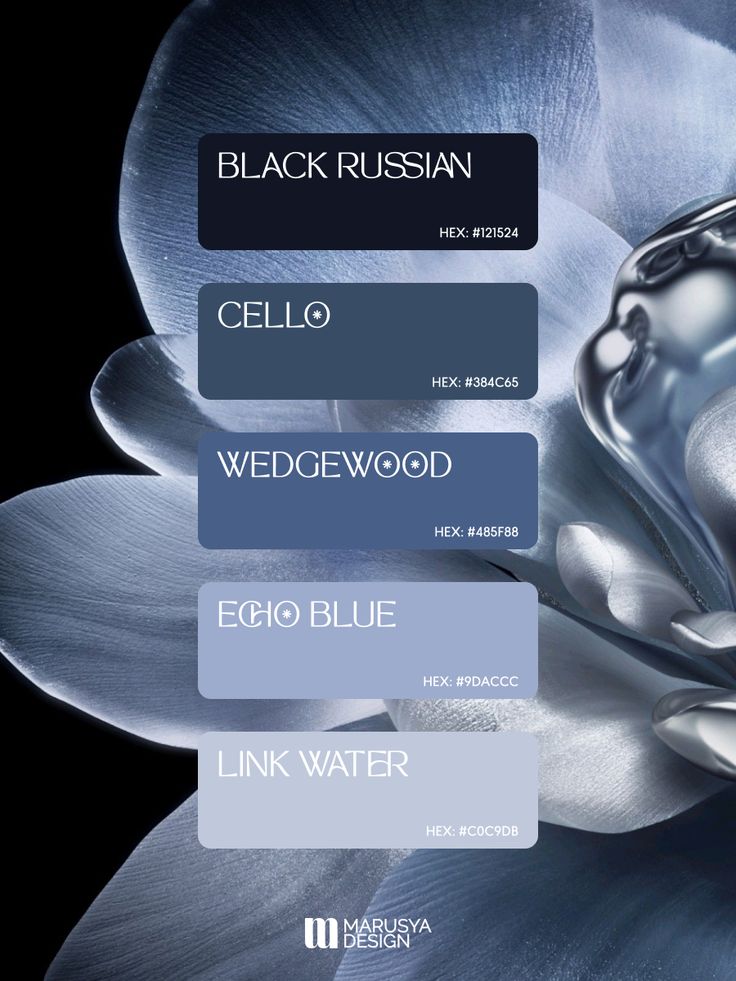 BLACK RUSSIAN
HEX: #121524
CELLO
HEX: #384C65
WEDGEWOOD
HEX: #485F88
ECHO BLUE
HEX: #9DACCC
LINK WATER
HEX: #C0C9DB
m MARUSYA
DESIGN